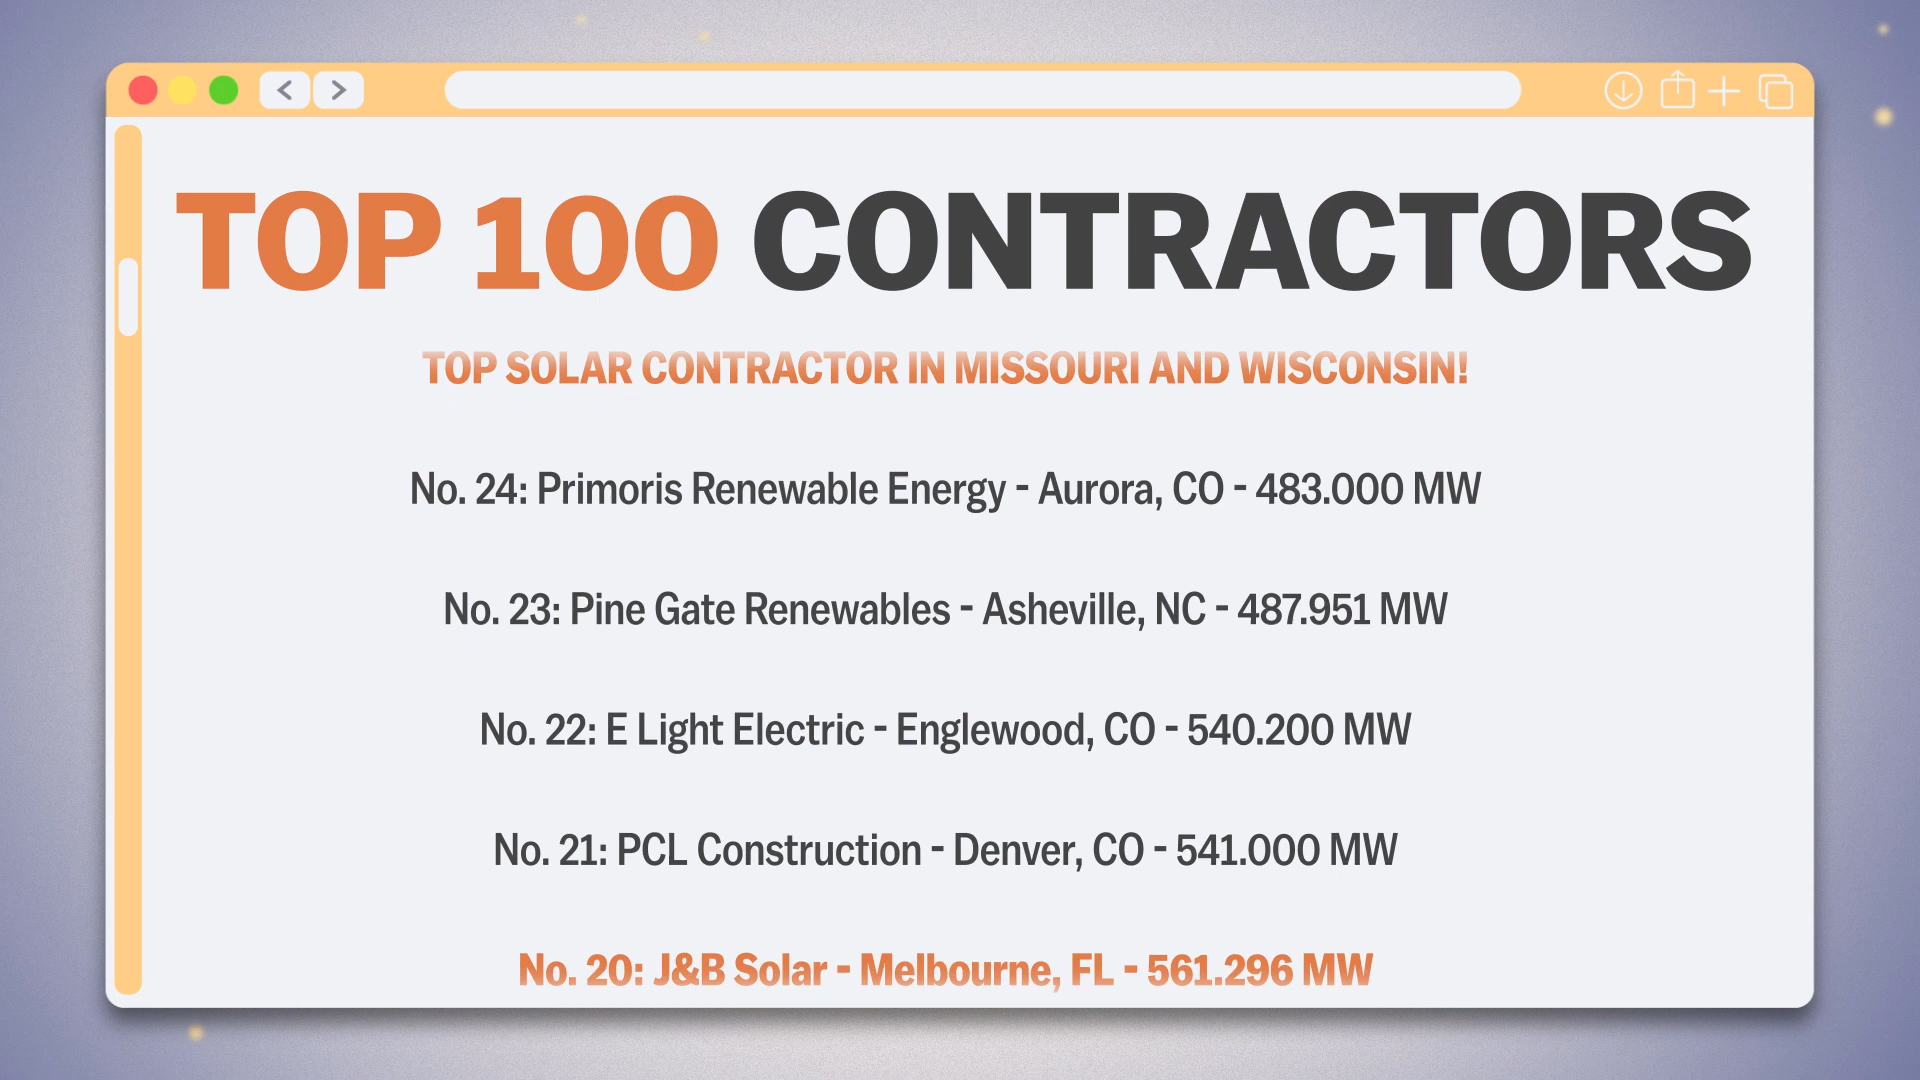 TOP 100 CONTRACTORS
TOP SOLAR CONTRACTOR IN MISSOURI AND WISCONSIN!
No. 24: Primoris Renewable Energy - Aurora, CO - 483.000 MW
No. 23: Pine Gate Renewables - Asheville, NC - 487.951 MW
No. 22: E Light Electric - Englewood, CO - 540.200 MW
No. 21: PCL Construction - Denver, CO - 541.000 MW
No. 20: J&B Solar - Melbourne, FL - 561.296 MW